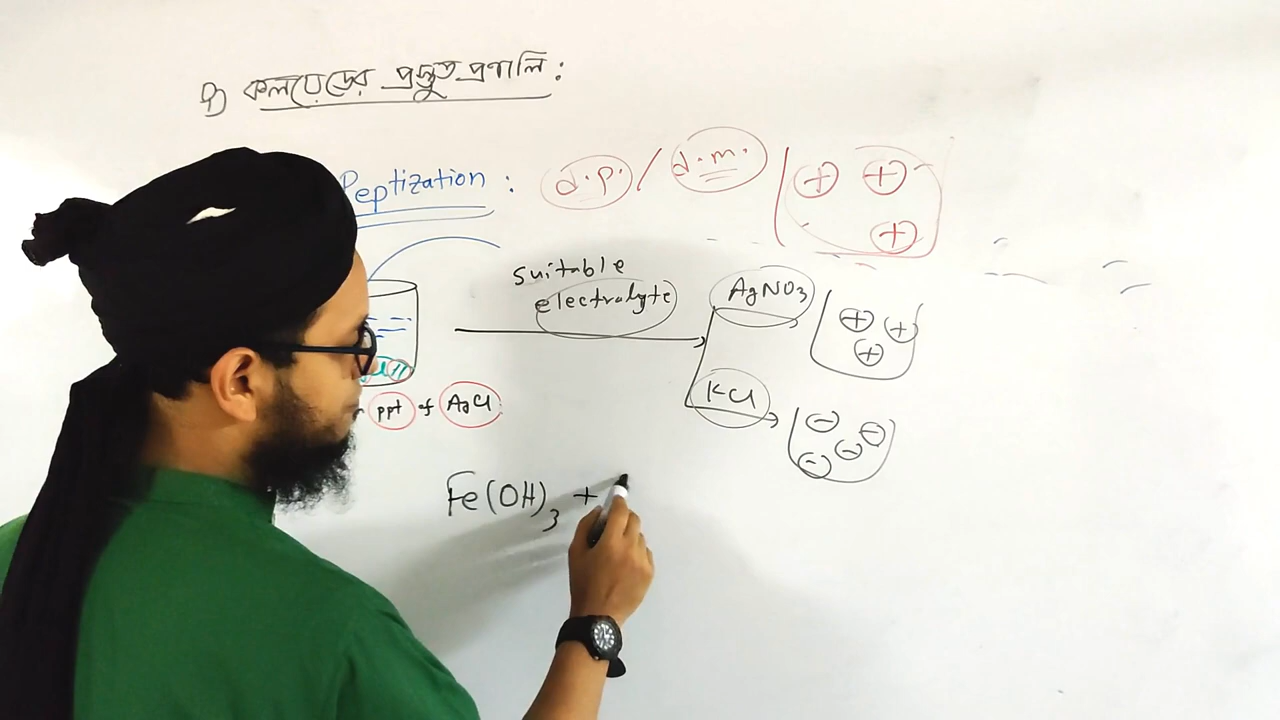 কলয়েডের প্রস্তুত প্রণালি :
Peptization : d.p. / d.m. + + +
suitable
electrolyte
AgNO3 + + +
KCl - - - -
ppt of AgCl
Fe(OH)3 +